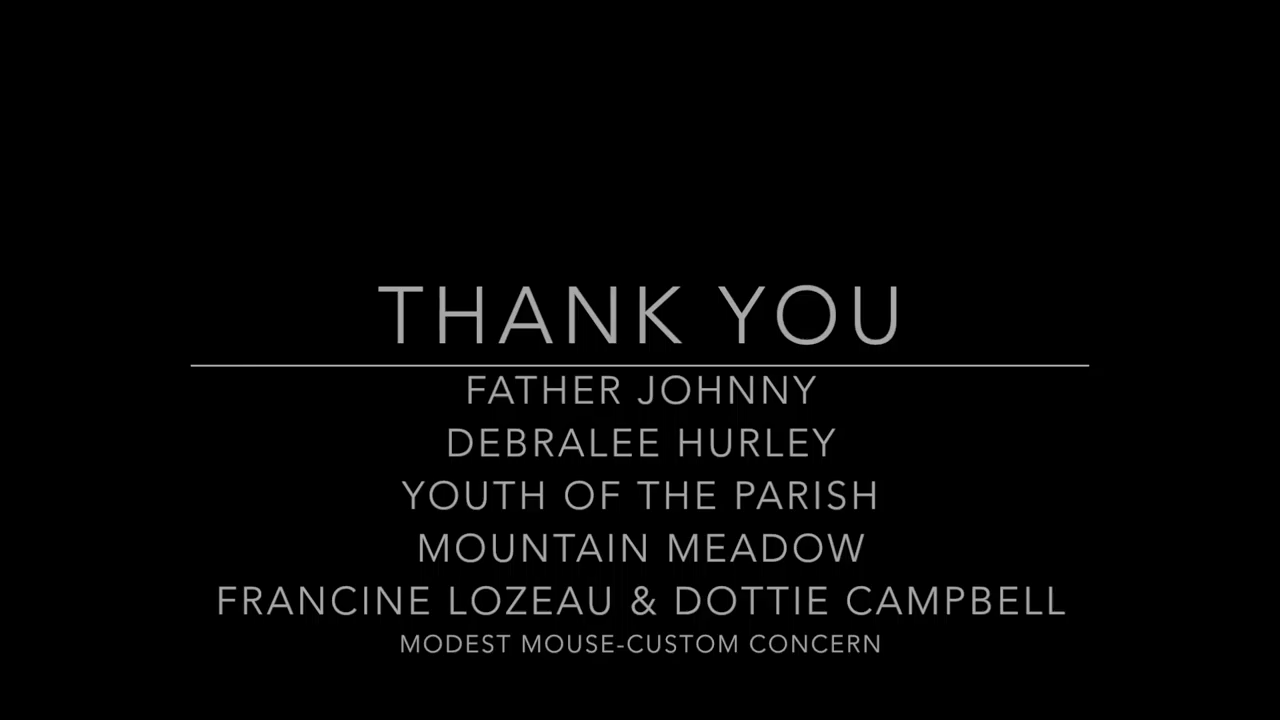 THANK YOU
FATHER JOHNNY
DEBRALEE HURLEY
YOUTH OF THE PARISH
MOUNTAIN MEADOW
FRANCINE LOZEAU & DOTTIE CAMPBELL
MODEST MOUSE-CUSTOM CONCERN